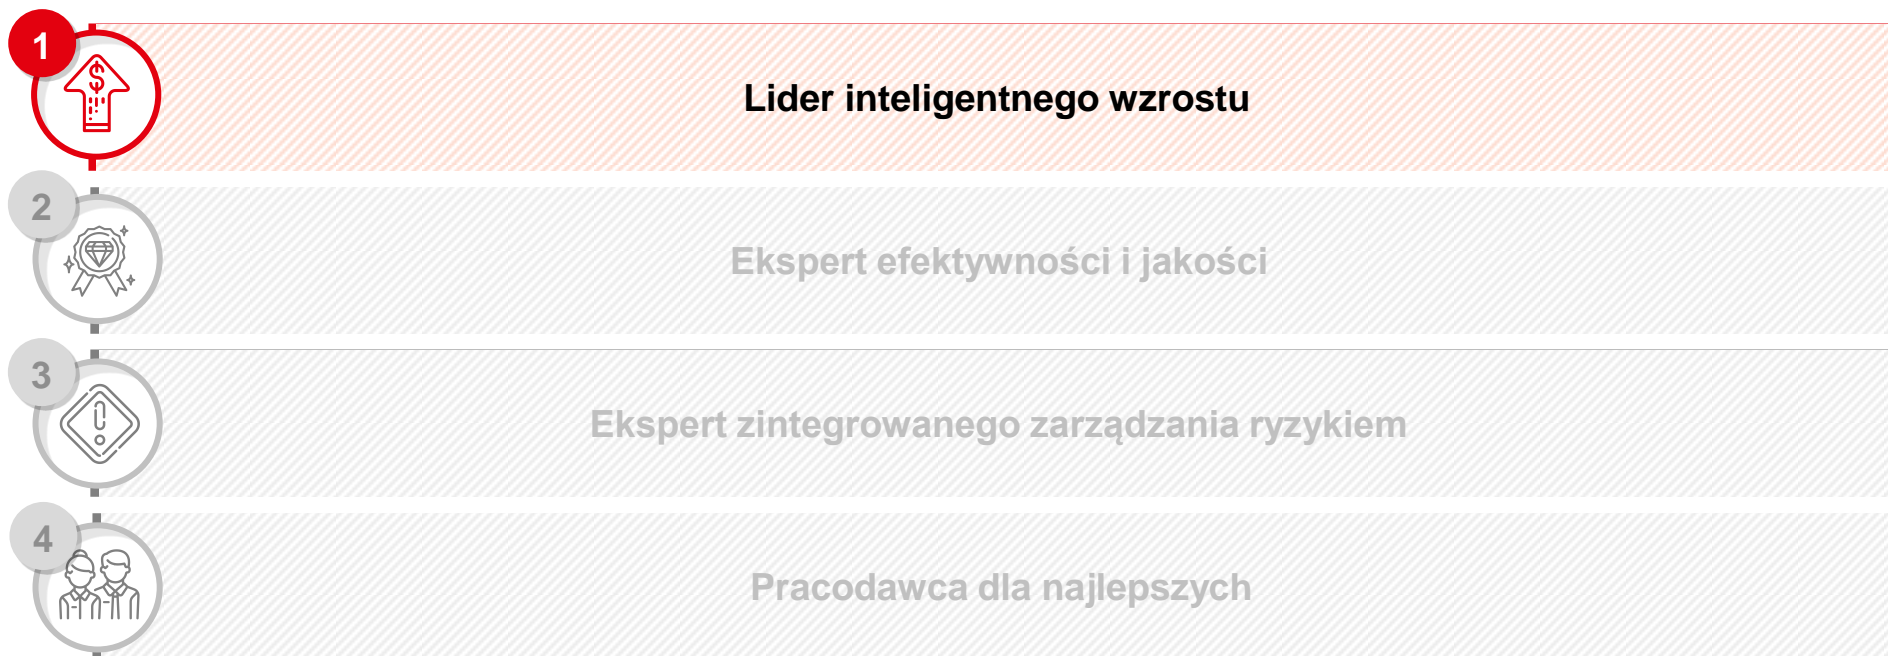 1
Lider inteligentnego wzrostu
2
Ekspert efektywności i jakości
3
Ekspert zintegrowanego zarządzania ryzykiem
4
Pracodawca dla najlepszych